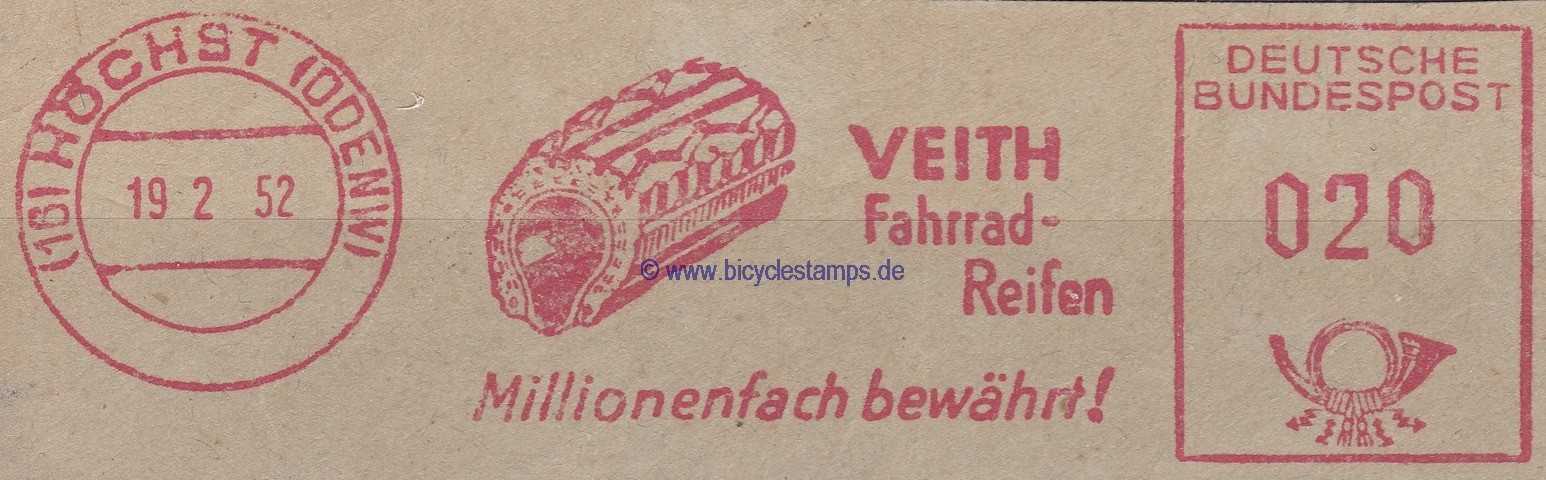 (16) HÖCHST (ODENW)
19 2 52
VEITH
Fahrrad-
Reifen
Millionenfach bewährt!
DEUTSCHE
BUNDESPOST
020
© www.bicyclestamps.de